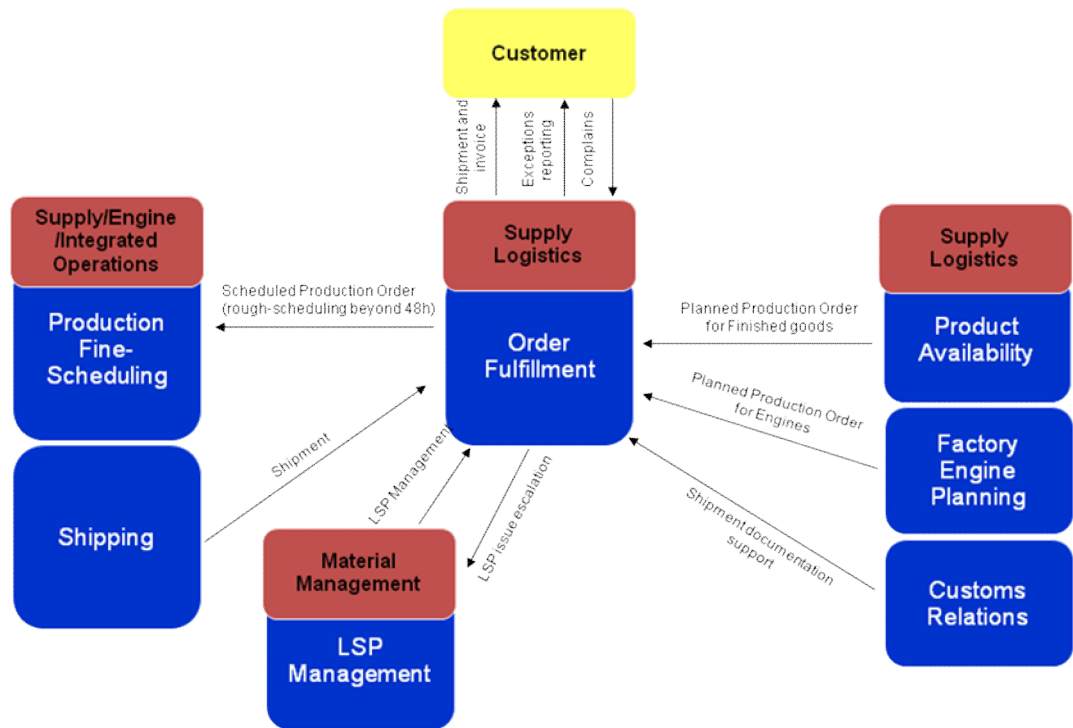 Customer
Shipment and
invoice
Exceptions
reporting
Complains
Supply/Engine
/Integrated
Operations
Supply
Logistics
Supply
Logistics
Scheduled Production Order
(rough-scheduling beyond 48h)
Planned Production Order
for Finished goods
Production
Fine-
Scheduling
Order
Fulfillment
Product
Availability
Planned Production Order
for Engines
Shipment
LSP Management
LSP issue escalation
Factory
Engine
Planning
Shipping
Shipment documentation
support
Material
Management
Customs
Relations
LSP
Management